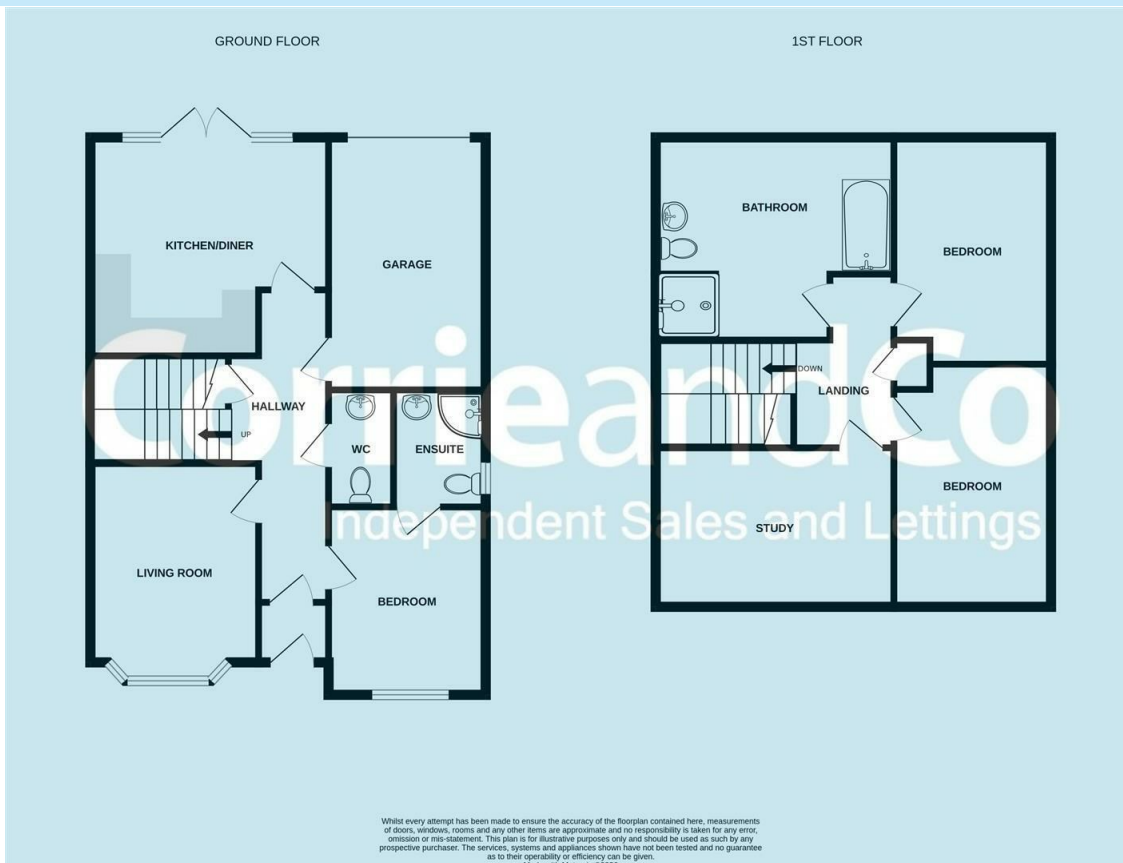 GROUND FLOOR
1ST FLOOR
KITCHEN/DINER
GARAGE
HALLWAY
UP
WC
ENSUITE
LIVING ROOM
BEDROOM
BATHROOM
BEDROOM
DOWN
LANDING
BEDROOM
STUDY
CorrieandCo
Independent Sales and Lettings
Whilst every attempt has been made to ensure the accuracy of the floorplan contained here, measurements
of doors, windows, rooms and any other items are approximate and no responsibility is taken for any error,
omission or mis-statement. This plan is for illustrative purposes only and should be used as such by any
prospective purchaser. The services, systems and appliances shown have not been tested and no guarantee
as to their operability or efficiency can be given.